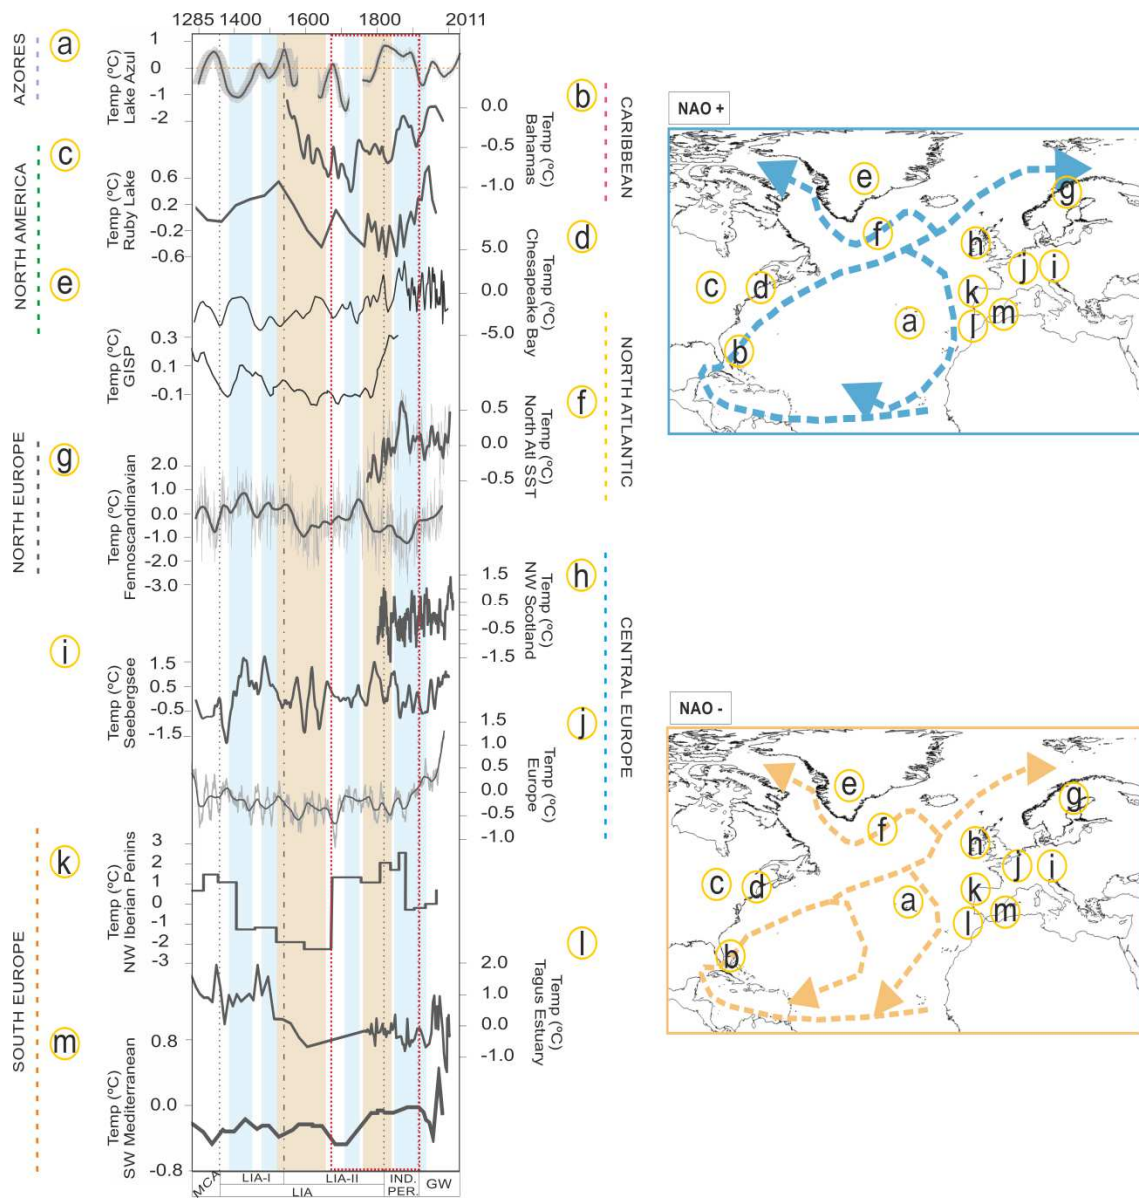 1285 1400 1600 1800 2011
AZORES
a
Temp (ºC)
Lake Azul
1
0
-1
-2
b
CARIBBEAN
Temp (ºC)
Bahamas
0.0
-0.5
-1.0
NORTH AMERICA
c
Temp (ºC)
Ruby Lake
0.6
0.2
-0.2
-0.6
d
Temp (ºC)
Chesapeake Bay
5.0
0.0
-5.0
e
Temp (ºC)
GISP
0.3
0.1
-0.1
f
NORTH ATLANTIC
Temp (ºC)
North Atl SST
0.5
0.0
-0.5
NORTH EUROPE
g
Temp (ºC)
Fennoscandinavian
2.0
1.0
0.0
-1.0
-2.0
-3.0
h
CENTRAL EUROPE
Temp (ºC)
NW Scotland
1.5
0.5
-0.5
-1.5
i
Temp (ºC)
Seebergsee
1.5
0.5
-0.5
-1.5
j
Temp (ºC)
Europe
1.5
1.0
0.5
0.0
-0.5
-1.0
SOUTH EUROPE
k
Temp (ºC)
NW Iberian Penins
3
2
1
0
-1
-2
-3
l
Temp (ºC)
Tagus Estuary
2.0
1.0
0.0
-1.0
m
Temp (ºC)
SW Mediterranean
0.8
0.0
-0.8
MCA
LIA-I
LIA-II
LIA
IND.
PER.
GW
NAO +
e
g
f
h
j
i
c
d
k
a
m
l
b
NAO -
e
g
f
h
j
i
c
d
k
a
m
l
b